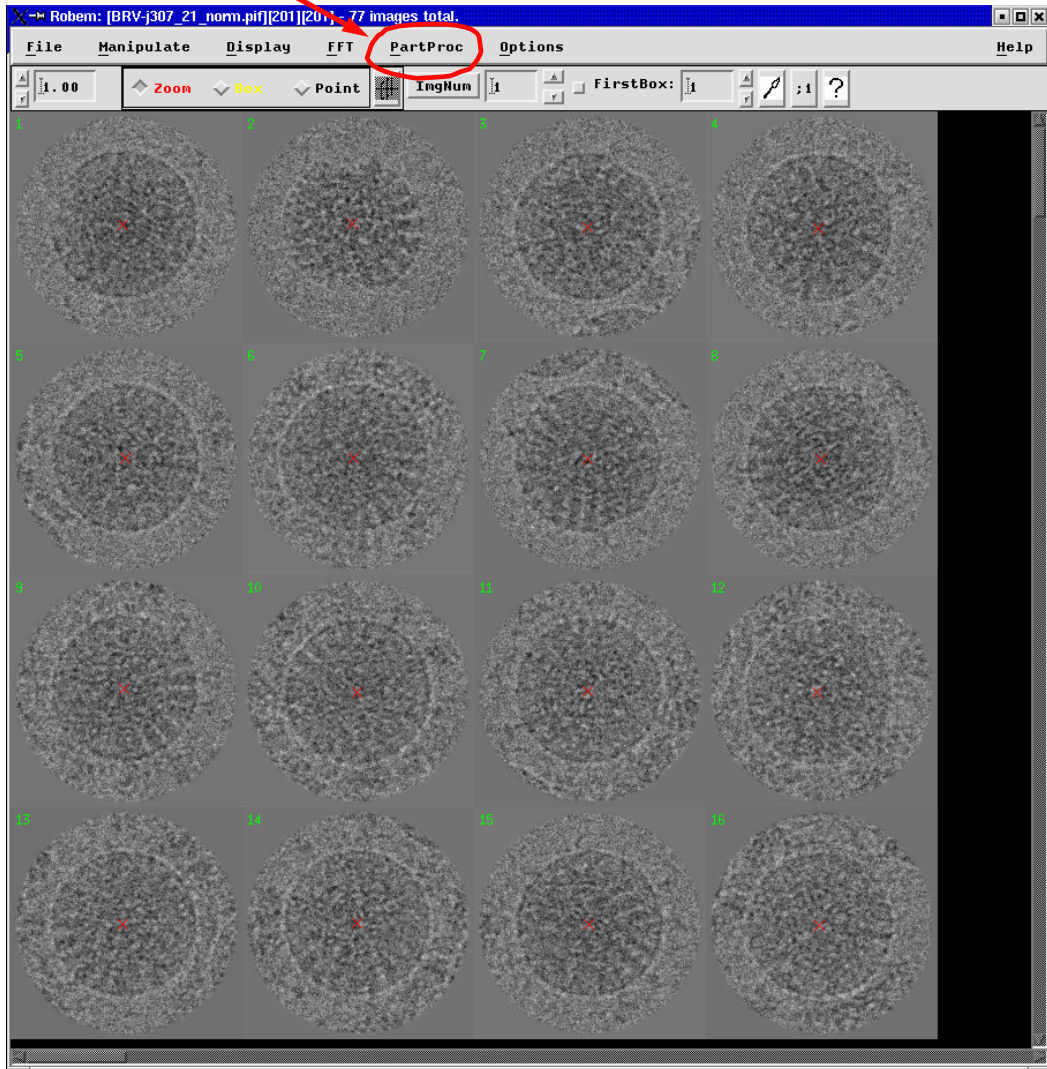 Robem: [BRV-j307_21_norm.pif][201][201] - 77 images total.
File Manipulate Display FFT PartProc Options Help
1.00 Zoom Box Point ImgNum 1 FirstBox: 1 ;1 ?
1 2 3 4
5 6 7 8
9 10 11 12
13 14 15 16